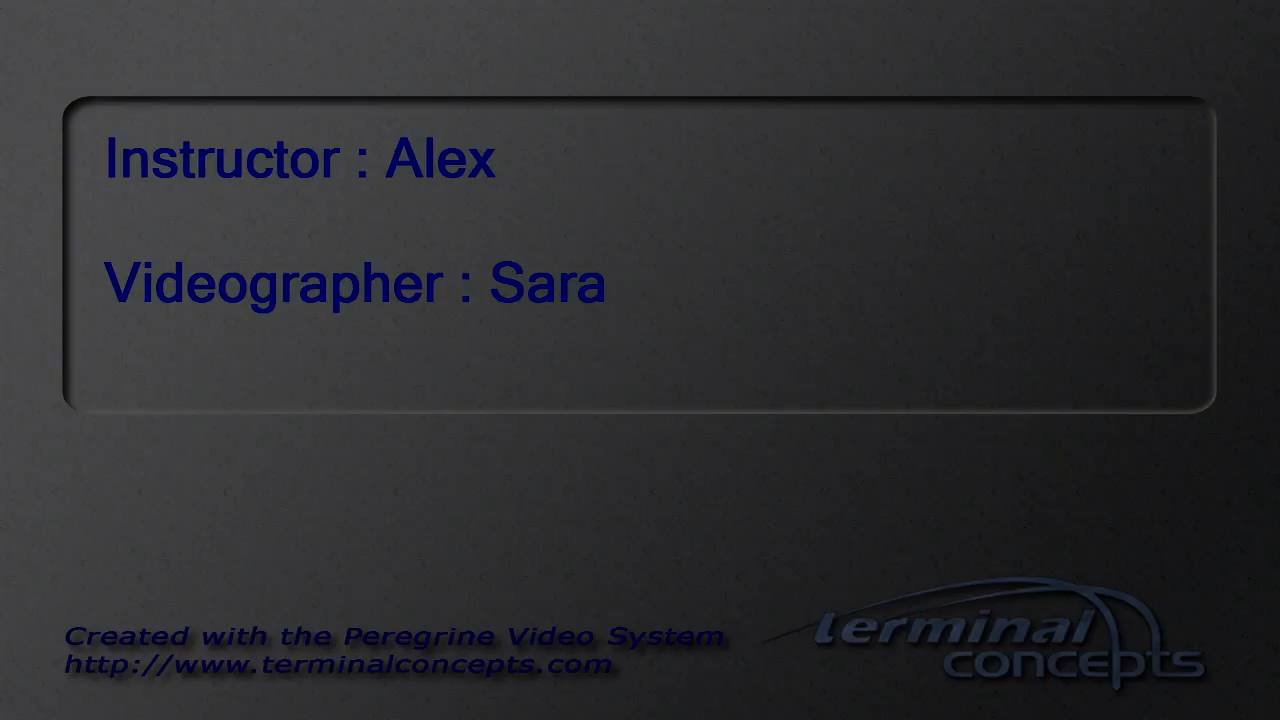 Instructor : Alex
Videographer : Sara
Created with the Peregrine Video System
http://www.terminalconcepts.com
terminal
concepts